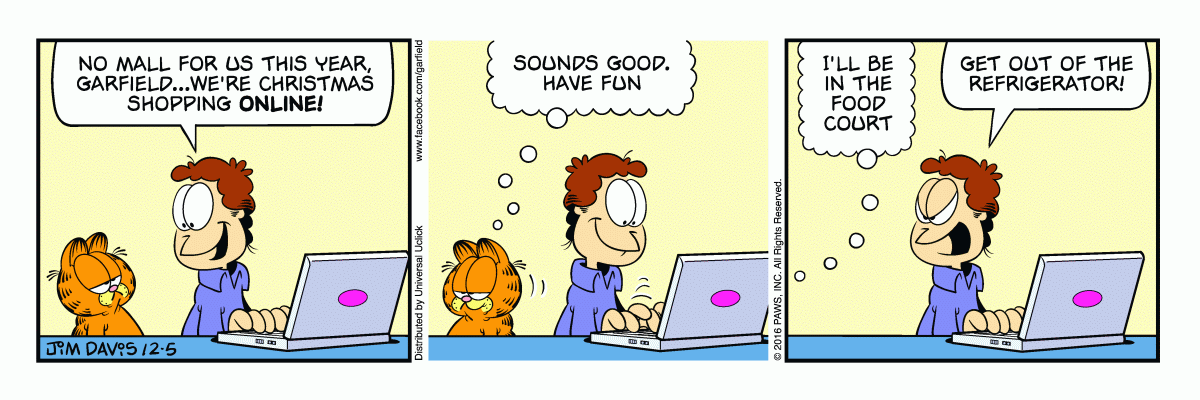 NO MALL FOR US THIS YEAR,
GARFIELD...WE'RE CHRISTMAS
SHOPPING ONLINE!
JIM DAVIS 12-5
www.facebook.com/garfield
Distributed by Universal Uclick
SOUNDS GOOD.
HAVE FUN
© 2016 PAWS, INC. All Rights Reserved.
I'LL BE
IN THE
FOOD
COURT
GET OUT OF THE
REFRIGERATOR!